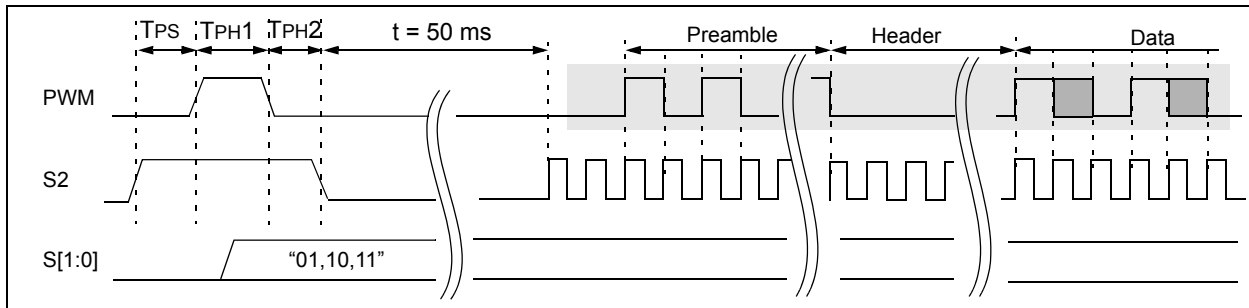 TPS TPH1 TPH2 t = 50 ms Preamble Header Data
PWM
S2
S[1:0] “01,10,11”